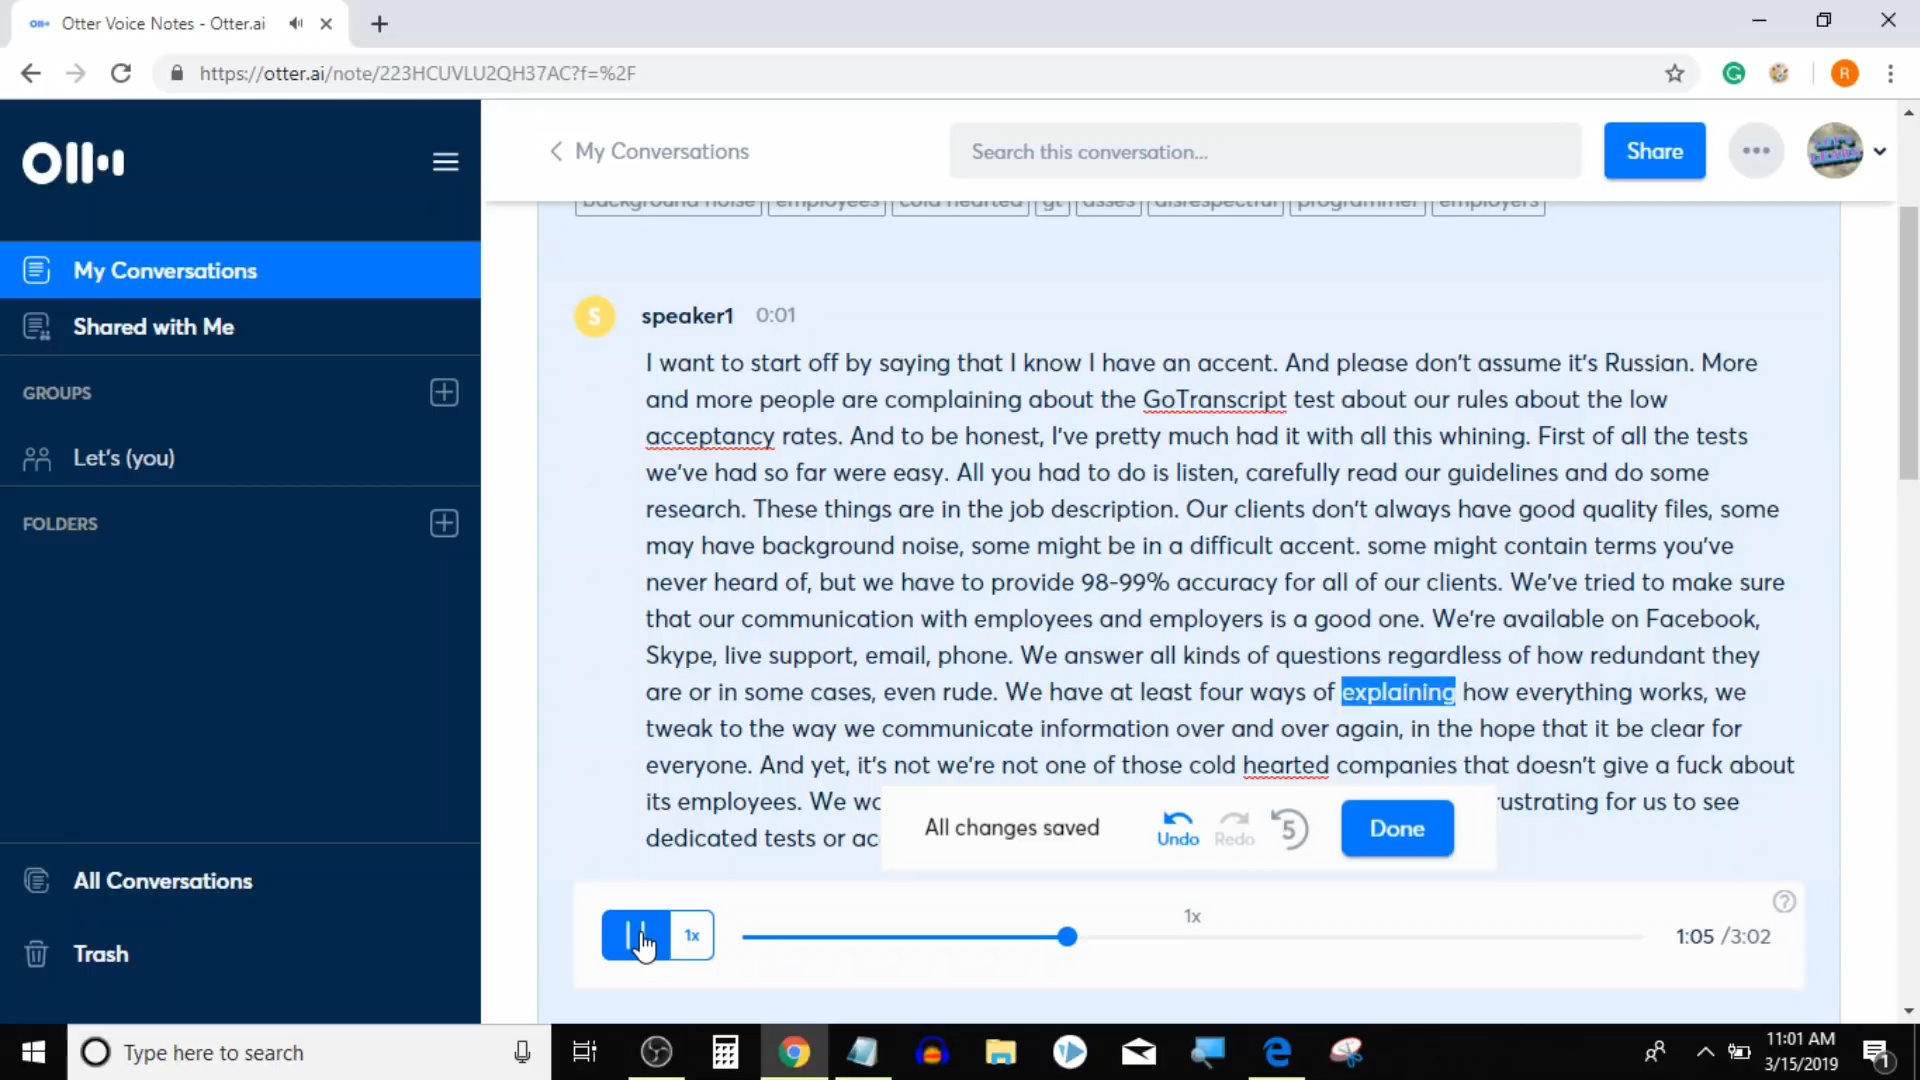 Otter Voice Notes - Otter.ai
https://otter.ai/note/223HCUVLU2QH37AC?f=%2F
R
My Conversations
Search this conversation...
Share
My Conversations
Shared with Me
GROUPS
Let's (you)
FOLDERS
All Conversations
Trash
background noise employees cold hearted gt asses disrespectful programmer employers
S
speaker1 0:01
I want to start off by saying that I know I have an accent. And please don't assume it's Russian. More
and more people are complaining about the GoTranscript test about our rules about the low
acceptancy rates. And to be honest, I've pretty much had it with all this whining. First of all the tests
we've had so far were easy. All you had to do is listen, carefully read our guidelines and do some
research. These things are in the job description. Our clients don't always have good quality files, some
may have background noise, some might be in a difficult accent. some might contain terms you've
never heard of, but we have to provide 98-99% accuracy for all of our clients. We've tried to make sure
that our communication with employees and employers is a good one. We're available on Facebook,
Skype, live support, email, phone. We answer all kinds of questions regardless of how redundant they
are or in some cases, even rude. We have at least four ways of explaining how everything works, we
tweak to the way we communicate information over and over again, in the hope that it be clear for
everyone. And yet, it's not we're not one of those cold hearted companies that doesn't give a fuck about
its employees. We wo rustrating for us to see
dedicated tests or ac
All changes saved
Undo
Redo
5
Done
1x
1x
1:05 /3:02
Type here to search
11:01 AM
3/15/2019
1